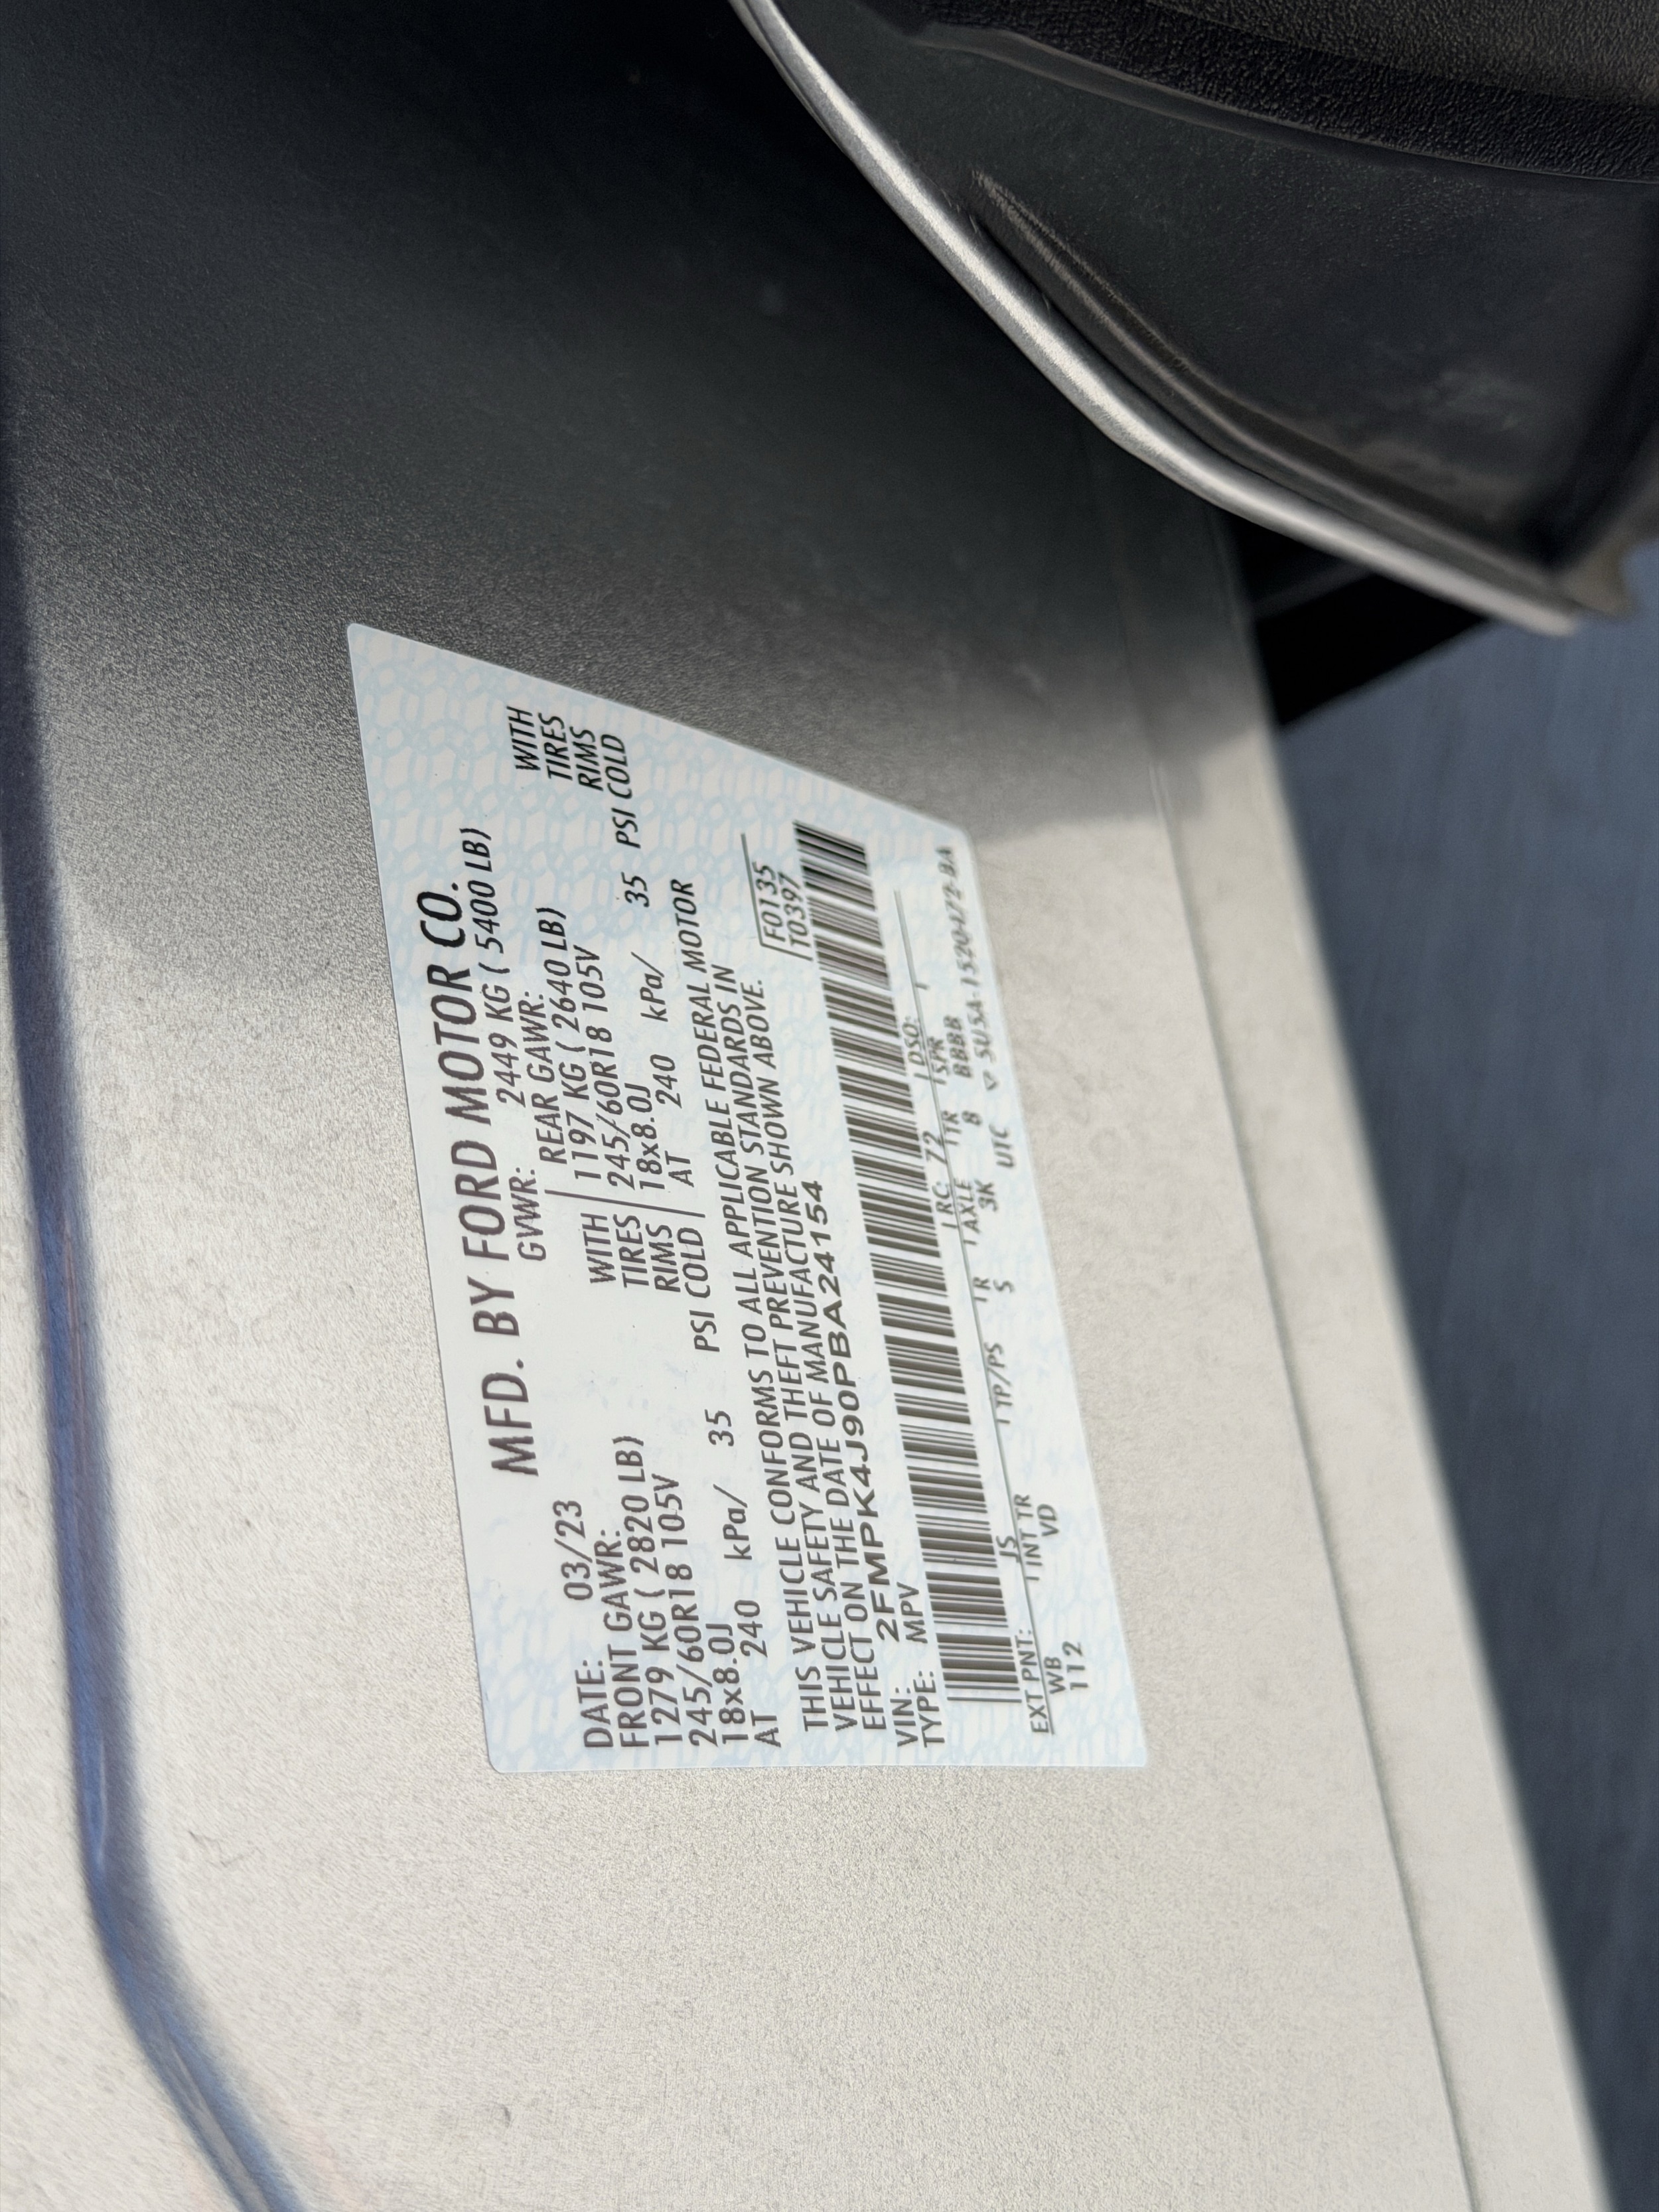 MFD. BY FORD MOTOR CO.
DATE: 03/23 GVWR: 2449 KG ( 5400 LB)
FRONT GAWR: REAR GAWR:
1279 KG ( 2820 LB) WITH 1197 KG ( 2640 LB) WITH
245/60R18 105V TIRES 245/60R18 105V TIRES
18x8.0J RIMS 18x8.0J RIMS
AT 240 kPa/ 35 PSI COLD AT 240 kPa/ 35 PSI COLD
THIS VEHICLE CONFORMS TO ALL APPLICABLE FEDERAL MOTOR
VEHICLE SAFETY AND THEFT PREVENTION STANDARDS IN
EFFECT ON THE DATE OF MANUFACTURE SHOWN ABOVE.
VIN: 2FMPK4J90PBA24154 F0135
TYPE: MPV T0397
EXT PNT: JS RC: 72 DSO:
WB INT TR TP/PS R AXLE TR SPR
112 VD S 3K 8 BBBB
UTC ▽ SU5A-1520472-BA